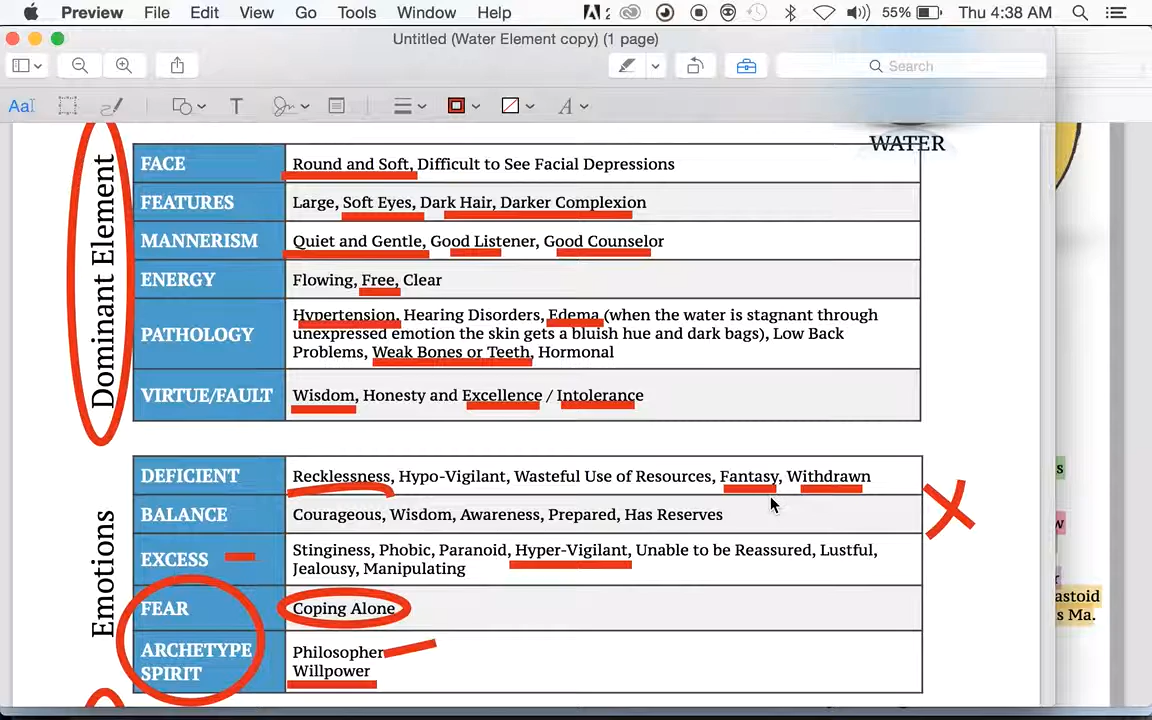 Preview File Edit View Go Tools Window Help 55% Thu 4:38 AM
Untitled (Water Element copy) (1 page)
Search
AaI T A
WATER
Dominant Element
FACE Round and Soft, Difficult to See Facial Depressions
FEATURES Large, Soft Eyes, Dark Hair, Darker Complexion
MANNERISM Quiet and Gentle, Good Listener, Good Counselor
ENERGY Flowing, Free, Clear
PATHOLOGY Hypertension, Hearing Disorders, Edema (when the water is stagnant through
unexpressed emotion the skin gets a bluish hue and dark bags), Low Back
Problems, Weak Bones or Teeth, Hormonal
VIRTUE/FAULT Wisdom, Honesty and Excellence / Intolerance
Emotions
DEFICIENT Recklessness, Hypo-Vigilant, Wasteful Use of Resources, Fantasy, Withdrawn
BALANCE Courageous, Wisdom, Awareness, Prepared, Has Reserves
EXCESS Stinginess, Phobic, Paranoid, Hyper-Vigilant, Unable to be Reassured, Lustful,
Jealousy, Manipulating
FEAR Coping Alone
ARCHETYPE Philosopher
SPIRIT Willpower
astoid
s Ma.